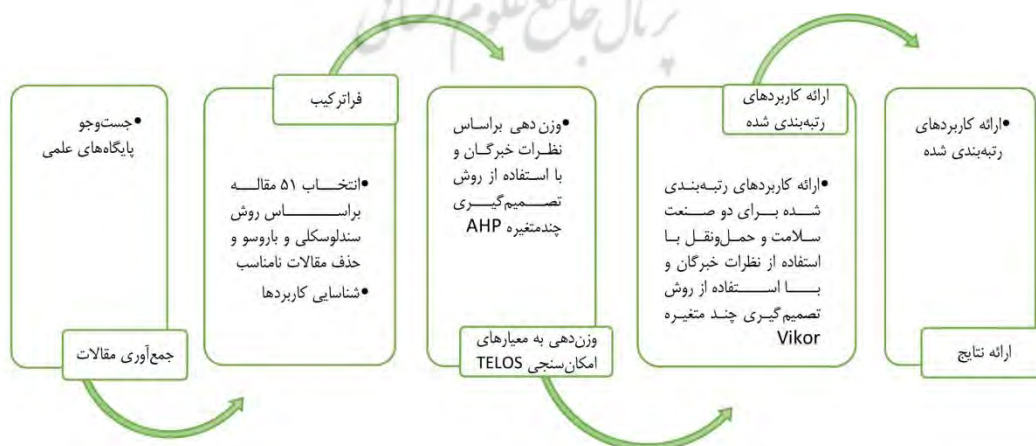 پرتال جامع علوم انسانی
•جست‌وجو
پایگاه‌های علمی
جمع‌آوری مقالات
فراترکیب
•انتخاب ۵۱ مقاله
براساس روش
سندلوسکی و باروسو و
حذف مقالات نامناسب
•شناسایی کاربردها
•وزن دهی براساس
نظرات خبرگان و
با استفاده از روش
تصمیم‌گیری
چندمتغیره AHP
وزن‌دهی به معیارهای
امکان‌سنجی TELOS
ارائه کاربردهای
رتبه‌بندی شده
•ارائه کاربردهای رتبه‌بندی
شده برای دو صنعت
سلامت و حمل‌ونقل با
استفاده از نظرات خبرگان و
با استفاده از روش
تصمیم‌گیری چند متغیره
Vikor
•ارائه کاربردهای
رتبه‌بندی شده
ارائه نتایج